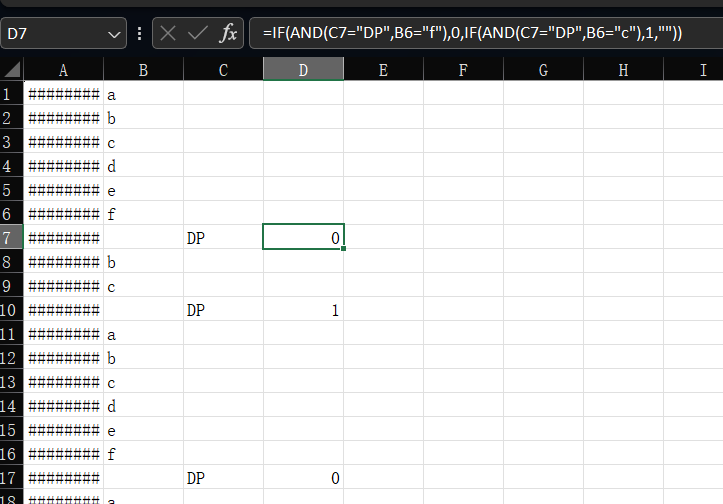 D7 fx =IF(AND(C7="DP",B6="f"),0,IF(AND(C7="DP",B6="c"),1,""))
A B C D E F G H I
1 ######## a
2 ######## b
3 ######## c
4 ######## d
5 ######## e
6 ######## f
7 ######## DP 0
8 ######## b
9 ######## c
10 ######## DP 1
11 ######## a
12 ######## b
13 ######## c
14 ######## d
15 ######## e
16 ######## f
17 ######## DP 0
18 ######## a